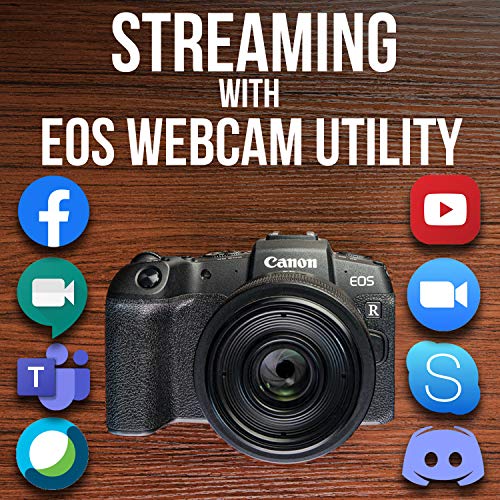 STREAMING
WITH
EOS WEBCAM UTILITY
Canon
EOS
R
T
S